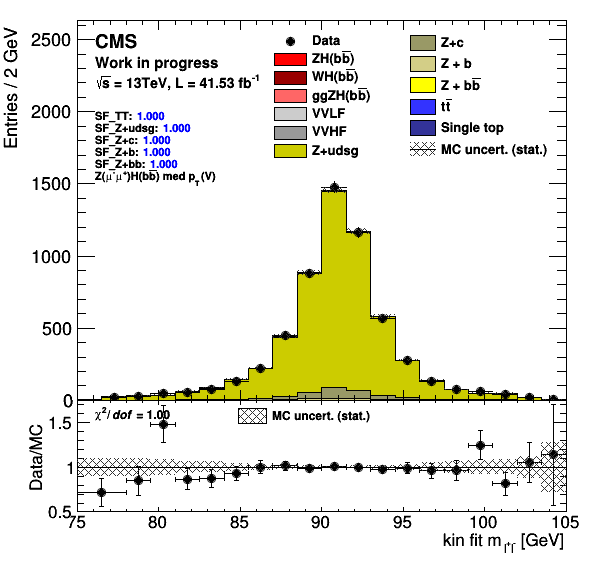 Entries / 2 GeV
2500
2000
1500
1000
500
0
CMS
Work in progress
√s = 13TeV, L = 41.53 fb⁻¹
SF_TT: 1.000
SF_Z+udsg: 1.000
SF_Z+c: 1.000
SF_Z+b: 1.000
SF_Z+bb: 1.000
Z(μ⁻μ⁺)H(bb̅) med p_T(V)
Data
ZH(bb̅)
WH(bb̅)
ggZH(bb̅)
VVLF
VVHF
Z+udsg
Z+c
Z + b
Z + bb̅
tt̅
Single top
MC uncert. (stat.)
Data/MC
1.5
1
0.5
χ²/dof = 1.00
MC uncert. (stat.)
75 80 85 90 95 100 105
kin fit m_l⁺l⁻ [GeV]